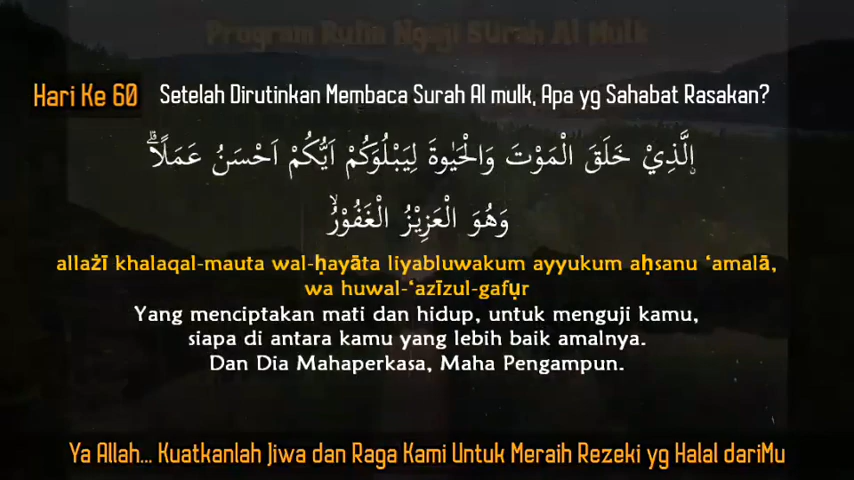 Program Rutin Ngaji Surah Al Mulk
Hari Ke 60 Setelah Dirutinkan Membaca Surah Al mulk, Apa yg Sahabat Rasakan?
ۨالَّذِيْ خَلَقَ الْمَوْتَ وَالْحَيٰوةَ لِيَبْلُوَكُمْ اَيُّكُمْ اَحْسَنُ عَمَلًاۗ
وَهُوَ الْعَزِيْزُ الْغَفُوْرُۙ
allażī khalaqal-mauta wal-ḥayāta liyabluwakum ayyukum aḥsanu ‘amalā,
wa huwal-‘azīzul-gafụr
Yang menciptakan mati dan hidup, untuk menguji kamu,
siapa di antara kamu yang lebih baik amalnya.
Dan Dia Mahaperkasa, Maha Pengampun.
Ya Allah... Kuatkanlah Jiwa dan Raga Kami Untuk Meraih Rezeki yg Halal dariMu